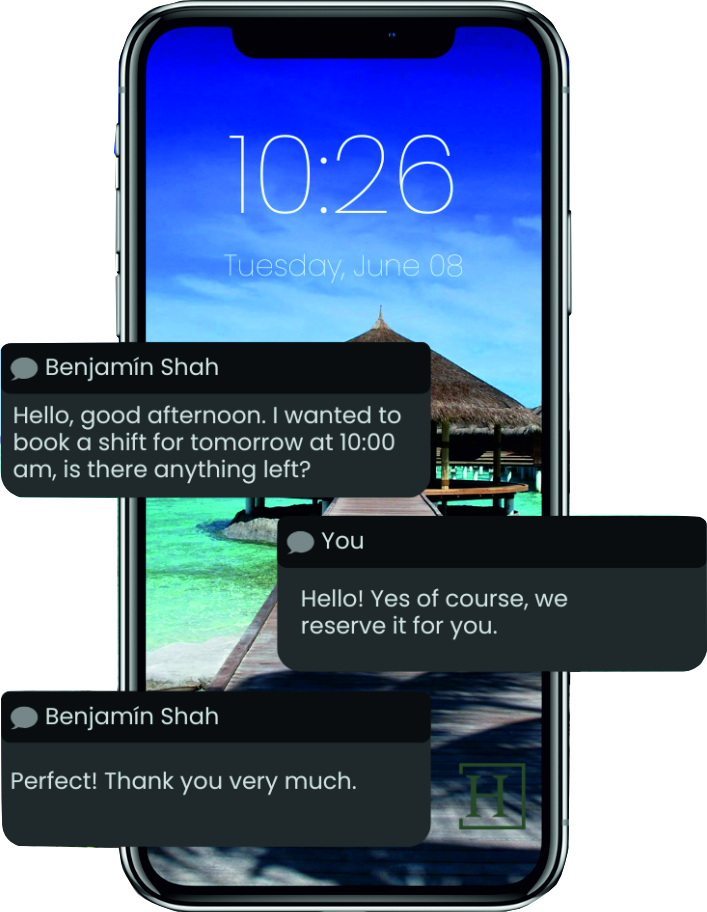 10:26
Tuesday, June 08
Benjamín Shah
Hello, good afternoon. I wanted to
book a shift for tomorrow at 10:00
am, is there anything left?
You
Hello! Yes of course, we
reserve it for you.
Benjamín Shah
Perfect! Thank you very much.
H